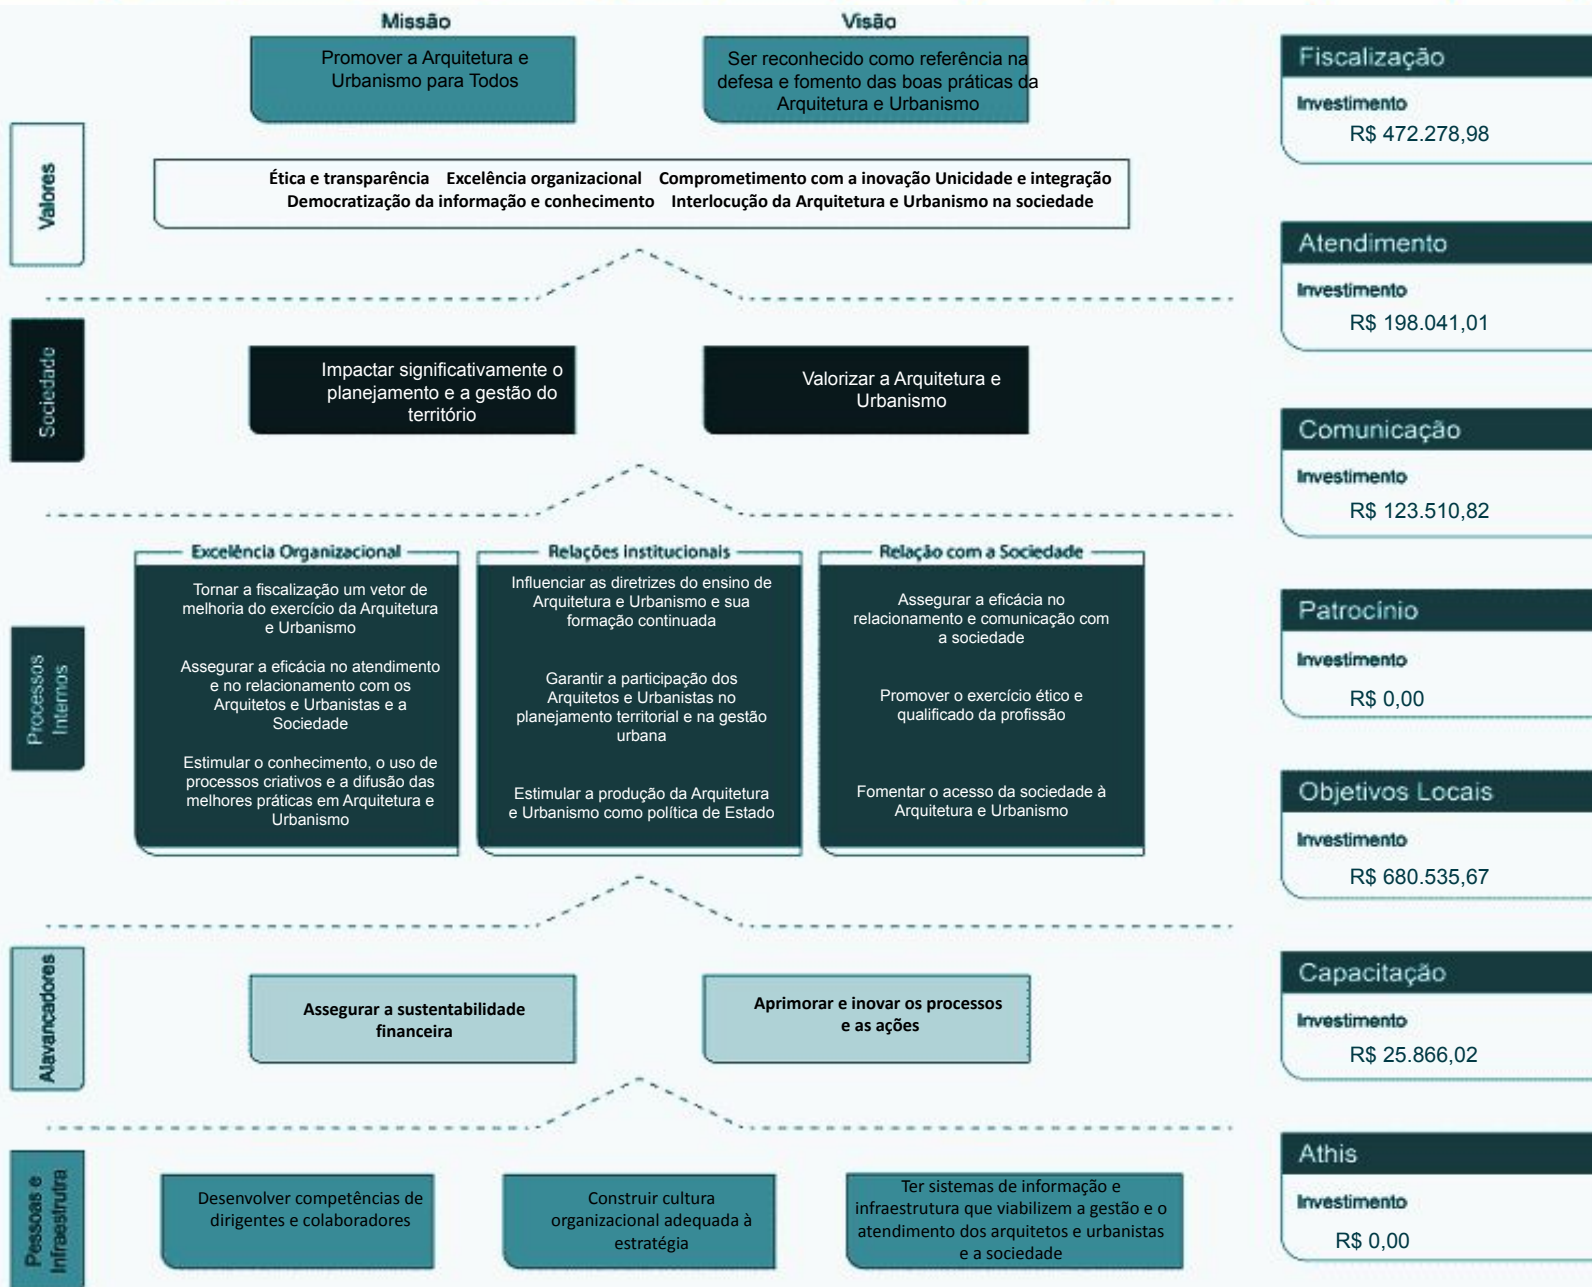 Missão
Promover a Arquitetura e
Urbanismo para Todos
Visão
Ser reconhecido como referência na
defesa e fomento das boas práticas da
Arquitetura e Urbanismo
Valores
Ética e transparência Excelência organizacional Comprometimento com a inovação Unicidade e integração
Democratização da informação e conhecimento Interlocução da Arquitetura e Urbanismo na sociedade
Sociedade
Impactar significativamente o
planejamento e a gestão do
território
Valorizar a Arquitetura e
Urbanismo
Processos
Internos
Excelência Organizacional
Tornar a fiscalização um vetor de
melhoria do exercício da Arquitetura
e Urbanismo
Assegurar a eficácia no atendimento
e no relacionamento com os
Arquitetos e Urbanistas e a
Sociedade
Estimular o conhecimento, o uso de
processos criativos e a difusão das
melhores práticas em Arquitetura e
Urbanismo
Relações institucionais
Influenciar as diretrizes do ensino de
Arquitetura e Urbanismo e sua
formação continuada
Garantir a participação dos
Arquitetos e Urbanistas no
planejamento territorial e na gestão
urbana
Estimular a produção da Arquitetura
e Urbanismo como política de Estado
Relação com a Sociedade
Assegurar a eficácia no
relacionamento e comunicação com
a sociedade
Promover o exercício ético e
qualificado da profissão
Fomentar o acesso da sociedade à
Arquitetura e Urbanismo
Alavancadores
Assegurar a sustentabilidade
financeira
Aprimorar e inovar os processos
e as ações
Pessoas e
Infraestrutra
Desenvolver competências de
dirigentes e colaboradores
Construir cultura
organizacional adequada à
estratégia
Ter sistemas de informação e
infraestrutura que viabilizem a gestão e o
atendimento dos arquitetos e urbanistas
e a sociedade
Fiscalização
Investimento
R$ 472.278,98
Atendimento
Investimento
R$ 198.041,01
Comunicação
Investimento
R$ 123.510,82
Patrocínio
Investimento
R$ 0,00
Objetivos Locais
Investimento
R$ 680.535,67
Capacitação
Investimento
R$ 25.866,02
Athis
Investimento
R$ 0,00